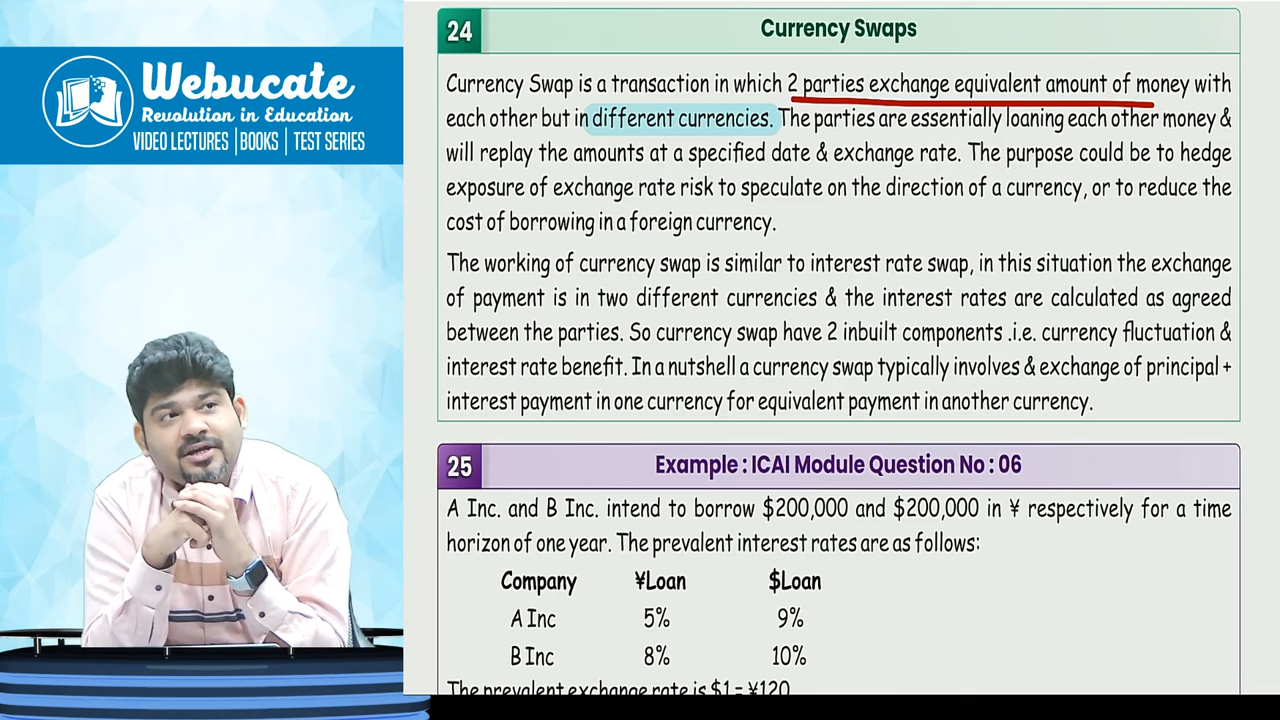 Webucate
Revolution in Education
VIDEO LECTURES | BOOKS | TEST SERIES
24
Currency Swaps
Currency Swap is a transaction in which 2 parties exchange equivalent amount of money with
each other but in different currencies. The parties are essentially loaning each other money &
will replay the amounts at a specified date & exchange rate. The purpose could be to hedge
exposure of exchange rate risk to speculate on the direction of a currency, or to reduce the
cost of borrowing in a foreign currency.
The working of currency swap is similar to interest rate swap, in this situation the exchange
of payment is in two different currencies & the interest rates are calculated as agreed
between the parties. So currency swap have 2 inbuilt components .i.e. currency fluctuation &
interest rate benefit. In a nutshell a currency swap typically involves & exchange of principal +
interest payment in one currency for equivalent payment in another currency.
25
Example : ICAI Module Question No : 06
A Inc. and B Inc. intend to borrow $200,000 and $200,000 in ¥ respectively for a time
horizon of one year. The prevalent interest rates are as follows:
Company ¥Loan $Loan
A Inc 5% 9%
B Inc 8% 10%
The prevalent exchange rate is $1 = ¥120